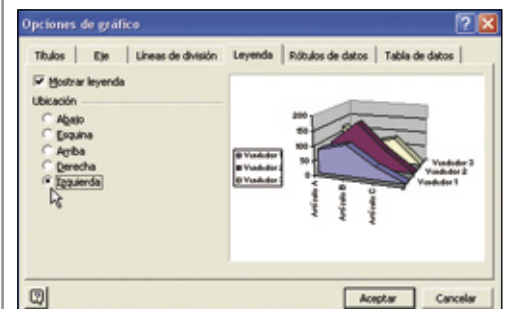 Opciones de gráfico
Títulos Eje Líneas de división Leyenda Rótulos de datos Tabla de datos
Mostrar leyenda
Ubicación
Abajo
Esquina
Arriba
Derecha
Izquierda
200
150
100
50
0
Vendedor
Vendedor
Vendedor
Vendedor 3
Vendedor 2
Vendedor 1
Artículo A
Artículo B
Artículo C
Aceptar Cancelar